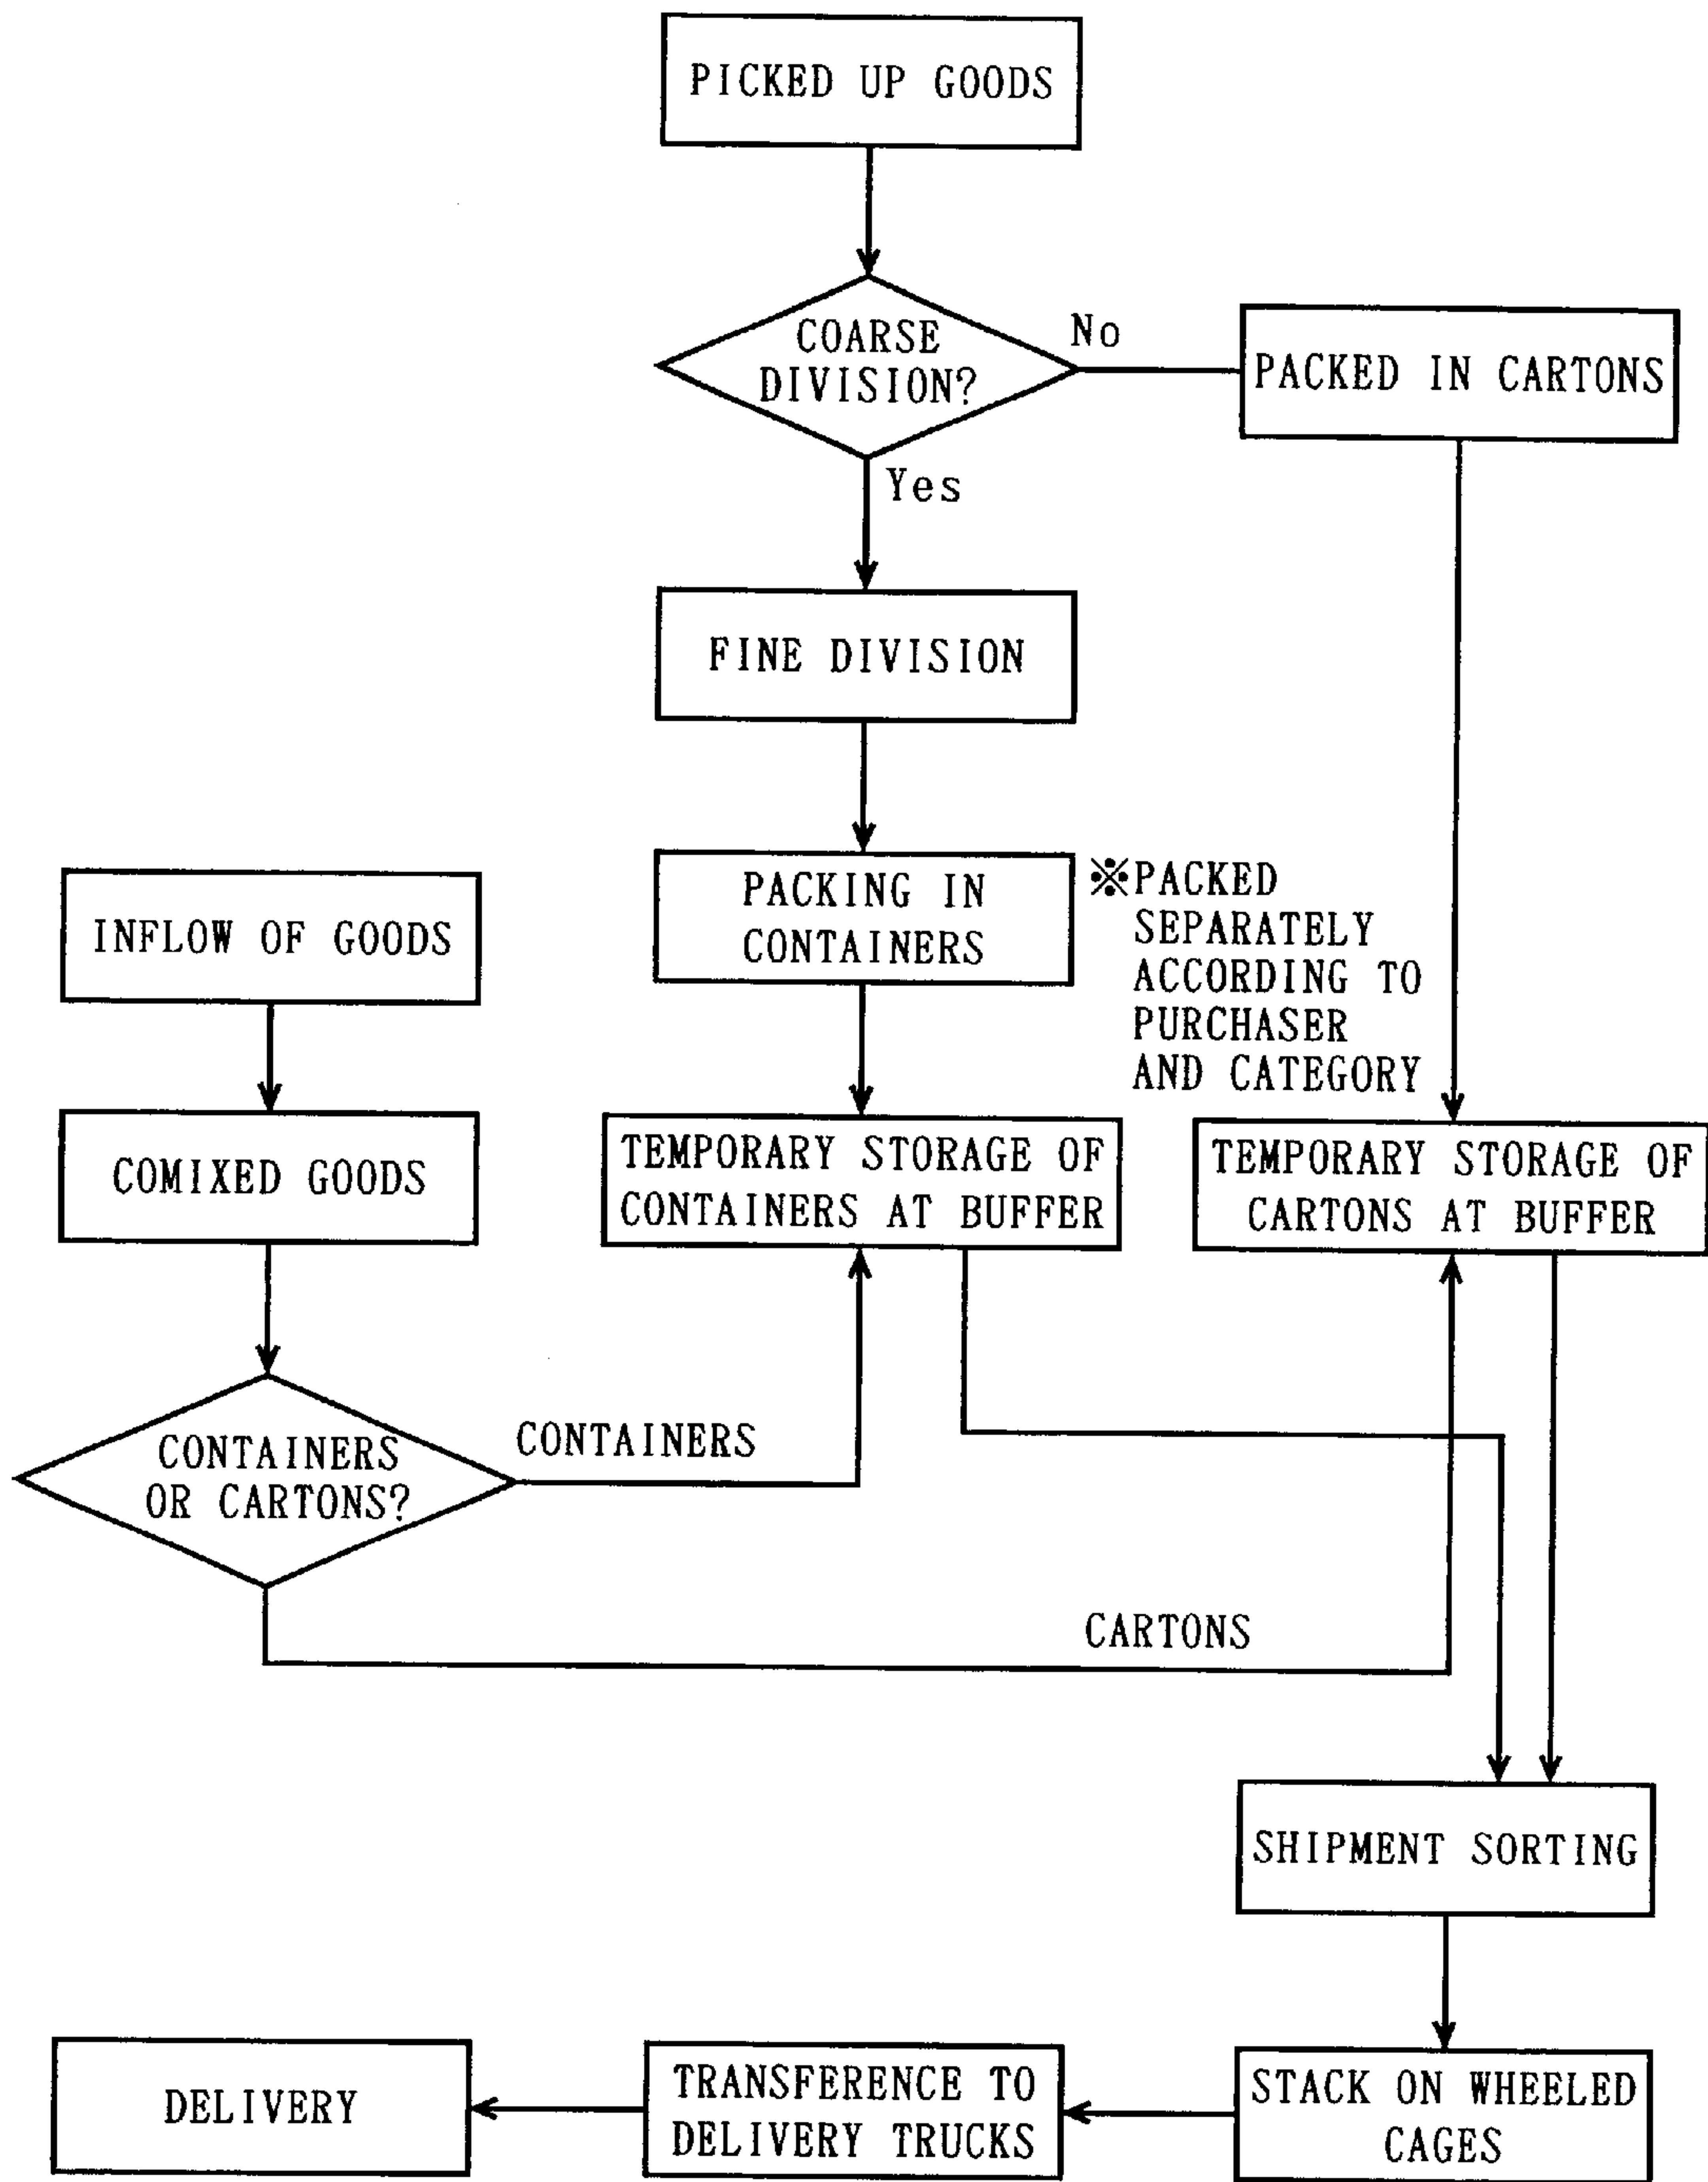 PICKED UP GOODS
COARSE
DIVISION?
No
PACKED IN CARTONS
Yes
FINE DIVISION
PACKING IN
CONTAINERS
※PACKED
SEPARATELY
ACCORDING TO
PURCHASER
AND CATEGORY
INFLOW OF GOODS
COMIXED GOODS
TEMPORARY STORAGE OF
CONTAINERS AT BUFFER
TEMPORARY STORAGE OF
CARTONS AT BUFFER
CONTAINERS
OR CARTONS?
CONTAINERS
CARTONS
SHIPMENT SORTING
STACK ON WHEELED
CAGES
TRANSFERENCE TO
DELIVERY TRUCKS
DELIVERY